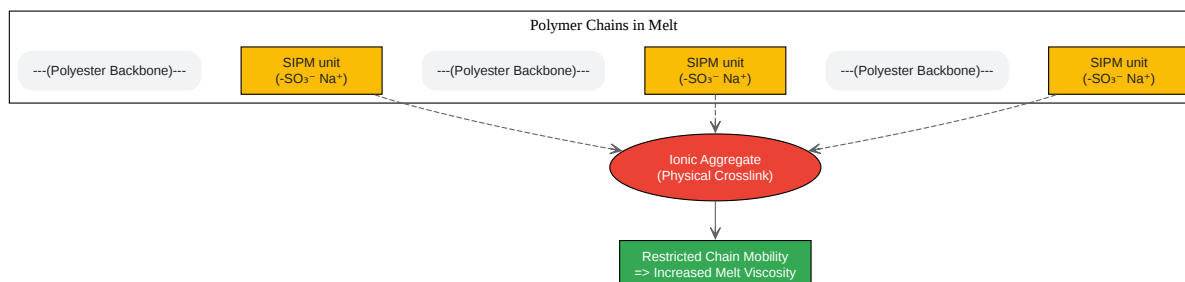 Polymer Chains in Melt
---(Polyester Backbone)---
SIPM unit
(-SO₃⁻ Na⁺)
---(Polyester Backbone)---
SIPM unit
(-SO₃⁻ Na⁺)
---(Polyester Backbone)---
SIPM unit
(-SO₃⁻ Na⁺)
Ionic Aggregate
(Physical Crosslink)
Restricted Chain Mobility
=> Increased Melt Viscosity